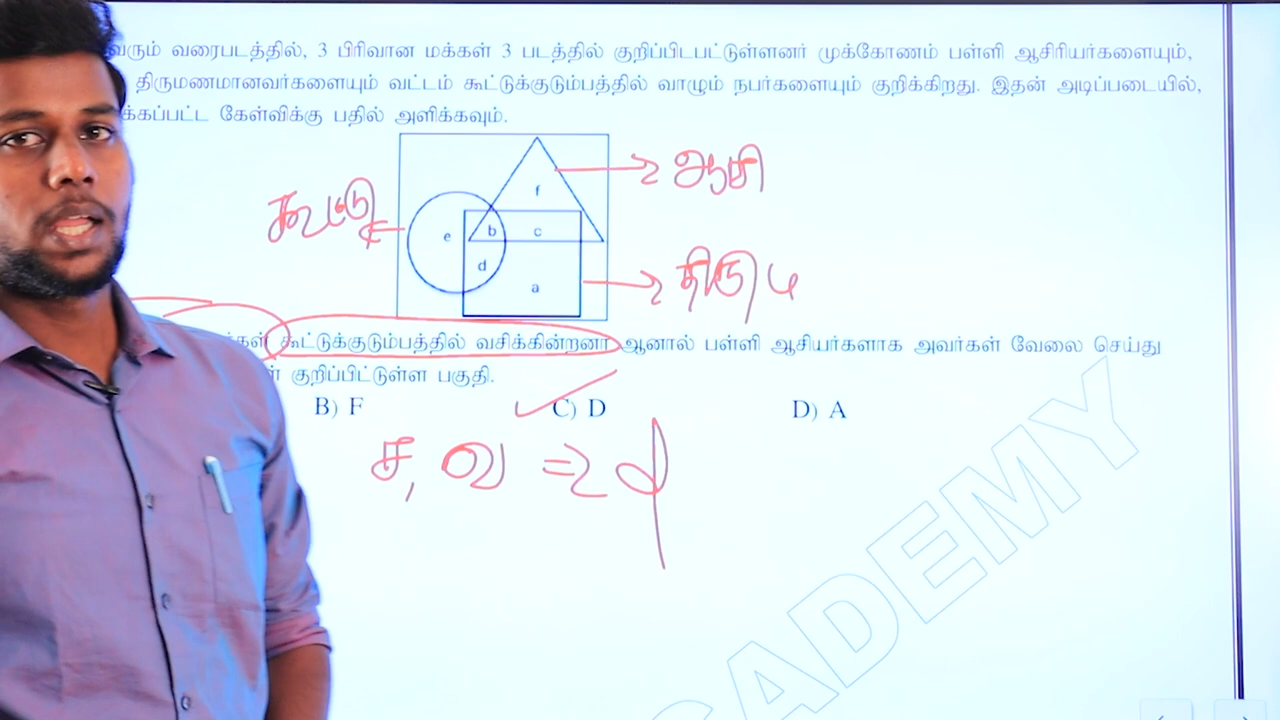 வரும் வரைபடத்தில், 3 பிரிவான மக்கள் 3 படத்தில் குறிப்பிடபட்டுள்ளனர் முக்கோணம் பள்ளி ஆசிரியர்களையும்,
திருமணமானவர்களையும் வட்டம் கூட்டுக்குடும்பத்தில் வாழும் நபர்களையும் குறிக்கிறது. இதன் அடிப்படையில்,
க்கப்பட்ட கேள்விக்கு பதில் அளிக்கவும்.
f
ஆசி
கூட்டு
e b c
d
a
திரும
கள் கூட்டுக்குடும்பத்தில் வசிக்கின்றனர் ஆனால் பள்ளி ஆசியர்களாக அவர்கள் வேலை செய்து
ள் குறிப்பிட்டுள்ள பகுதி.
B) F C) D D) A
ச, வ => d
CADEMY